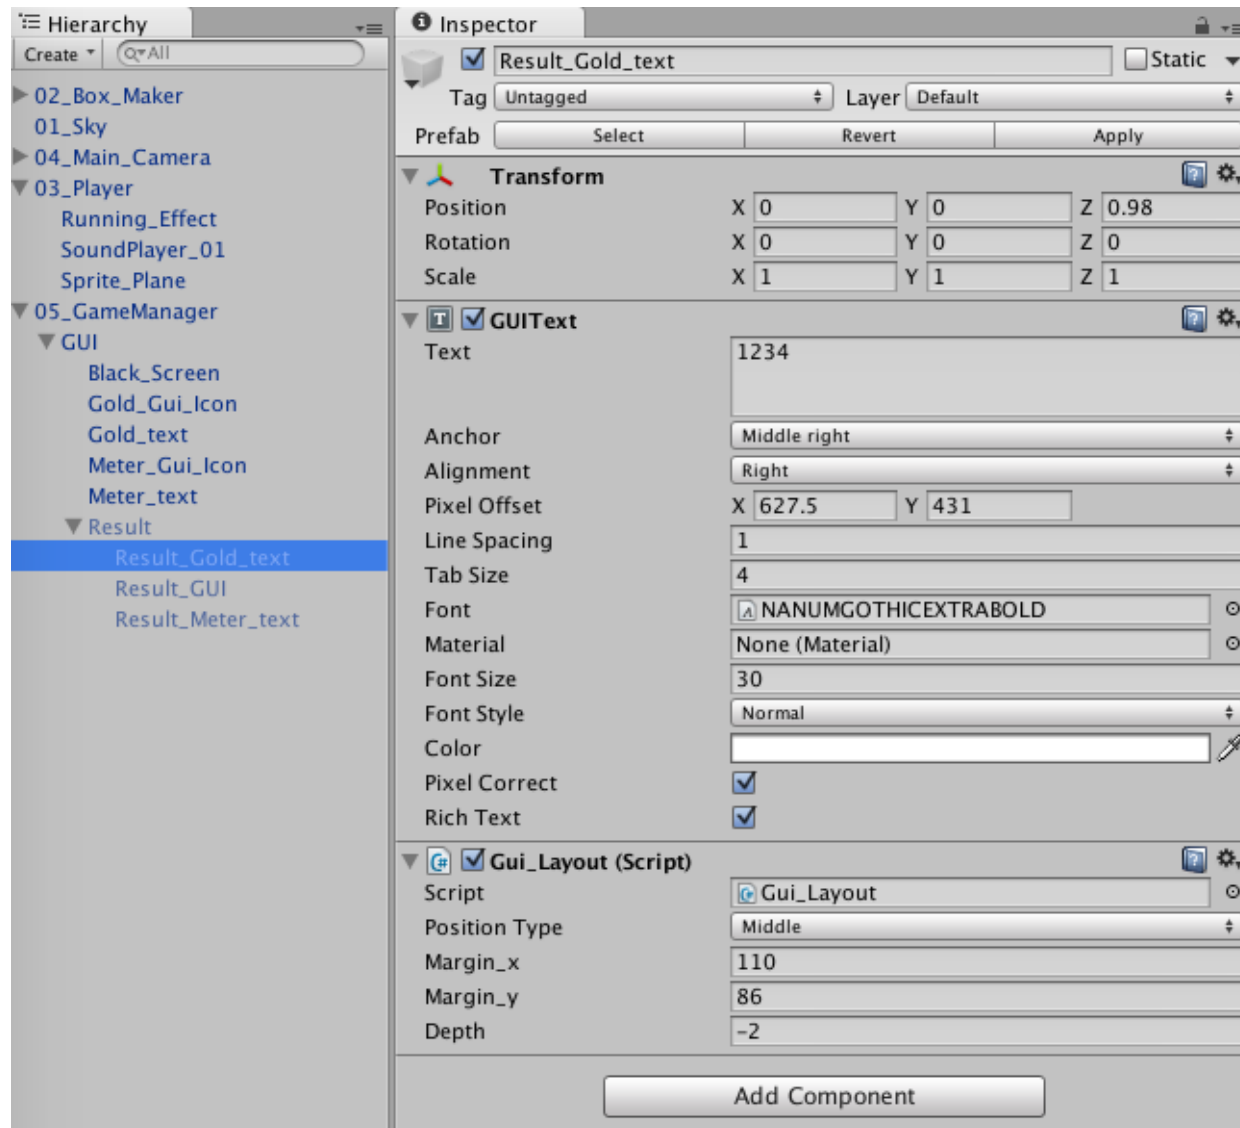 Hierarchy
Create All
02_Box_Maker
01_Sky
04_Main_Camera
03_Player
Running_Effect
SoundPlayer_01
Sprite_Plane
05_GameManager
GUI
Black_Screen
Gold_Gui_Icon
Gold_text
Meter_Gui_Icon
Meter_text
Result
Result_Gold_text
Result_GUI
Result_Meter_text
Inspector
Result_Gold_text Static
Tag Untagged Layer Default
Prefab Select Revert Apply
Transform
Position X 0 Y 0 Z 0.98
Rotation X 0 Y 0 Z 0
Scale X 1 Y 1 Z 1
GUIText
Text 1234
Anchor Middle right
Alignment Right
Pixel Offset X 627.5 Y 431
Line Spacing 1
Tab Size 4
Font NANUMGOTHICEXTRABOLD
Material None (Material)
Font Size 30
Font Style Normal
Color
Pixel Correct
Rich Text
Gui_Layout (Script)
Script Gui_Layout
Position Type Middle
Margin_x 110
Margin_y 86
Depth -2
Add Component